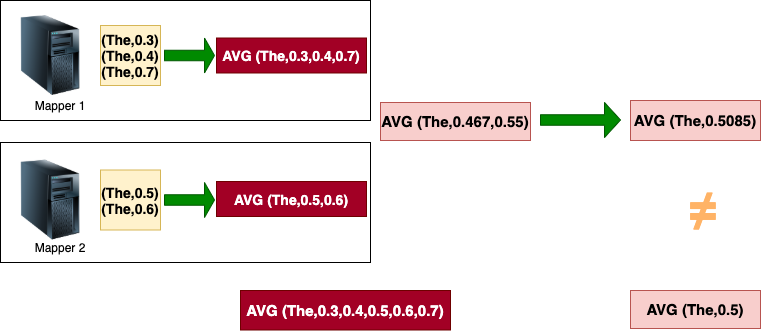 (The,0.3)
(The,0.4)
(The,0.7)
AVG (The,0.3,0.4,0.7)
Mapper 1
AVG (The,0.467,0.55)
AVG (The,0.5085)
(The,0.5)
(The,0.6)
AVG (The,0.5,0.6)
Mapper 2
≠
AVG (The,0.3,0.4,0.5,0.6,0.7)
AVG (The,0.5)